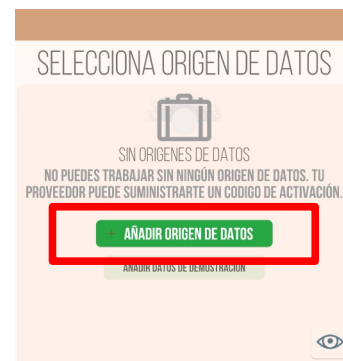 SELECCIONA ORIGEN DE DATOS
SIN ORIGENES DE DATOS
NO PUEDES TRABAJAR SIN NINGÚN ORIGEN DE DATOS. TU
PROVEEDOR PUEDE SUMINISTRARTE UN CODIGO DE ACTIVACIÓN.
+ AÑADIR ORIGEN DE DATOS
AÑADIR DATOS DE DEMOSTRACIÓN